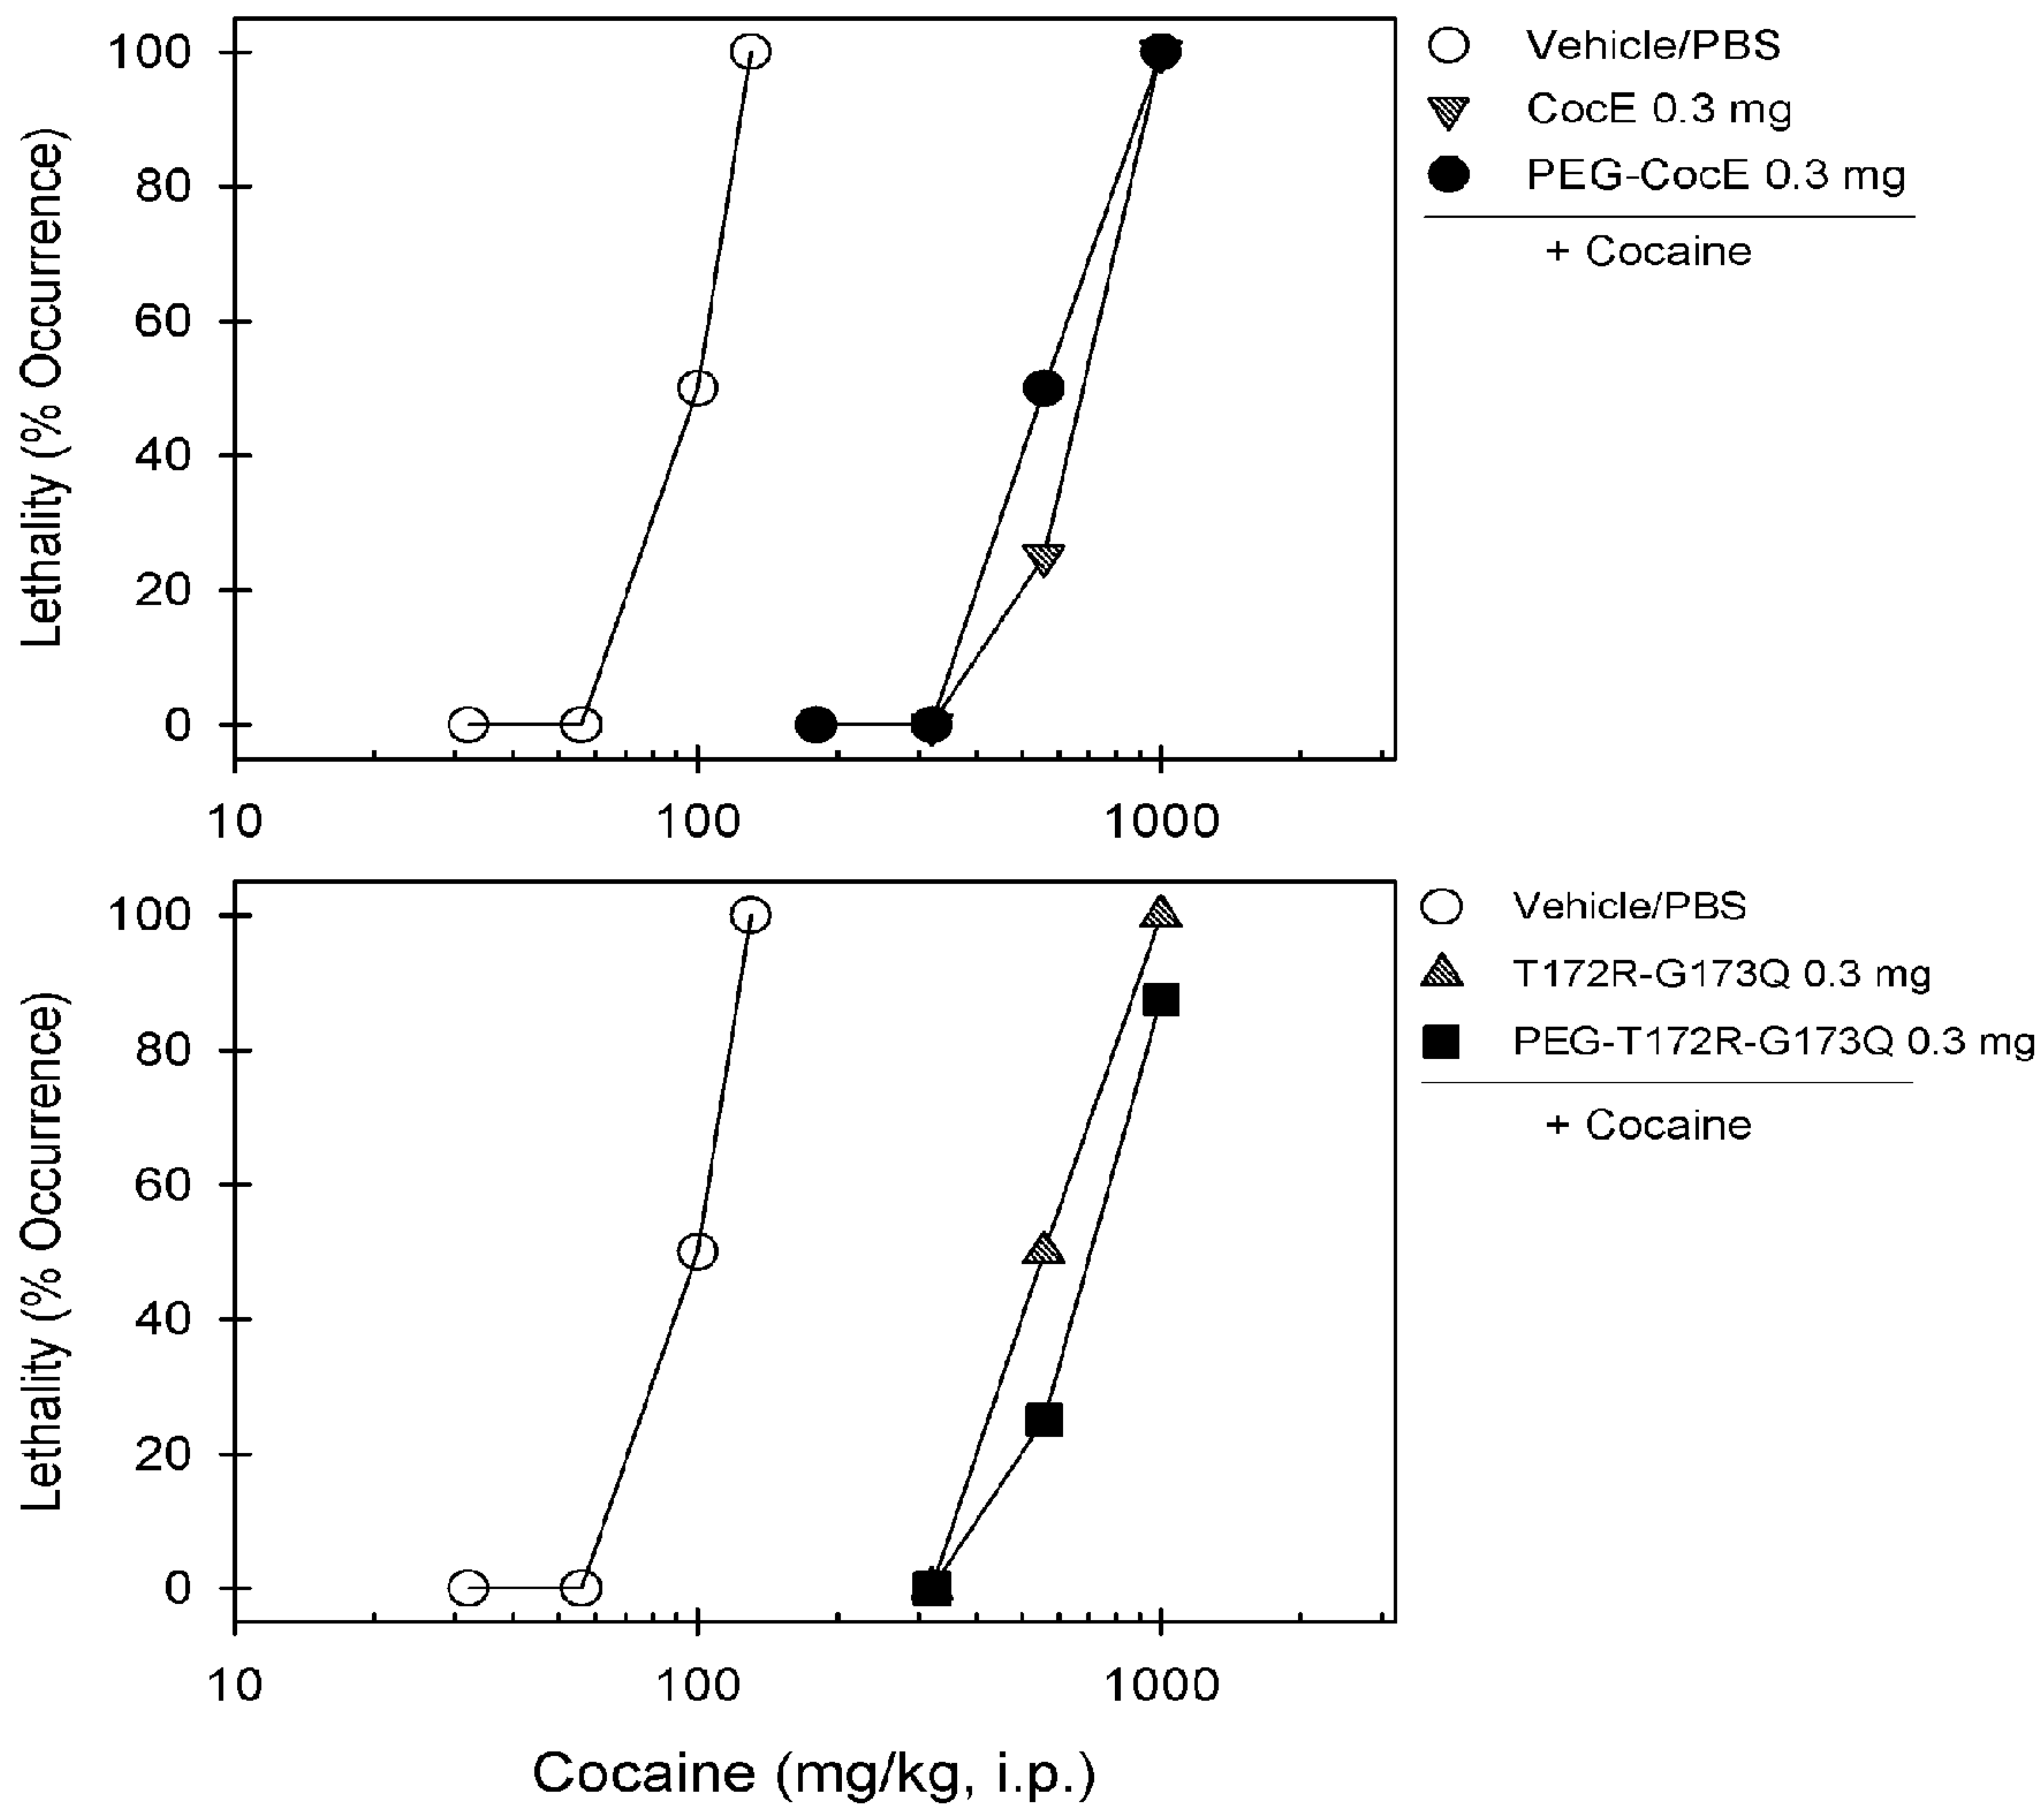 Lethality (% Occurrence)
100
80
60
40
20
0
10 100 1000
Vehicle/PBS
CocE 0.3 mg
PEG-CocE 0.3 mg
+ Cocaine
Lethality (% Occurrence)
100
80
60
40
20
0
10 100 1000
Vehicle/PBS
T172R-G173Q 0.3 mg
PEG-T172R-G173Q 0.3 mg
+ Cocaine
Cocaine (mg/kg, i.p.)